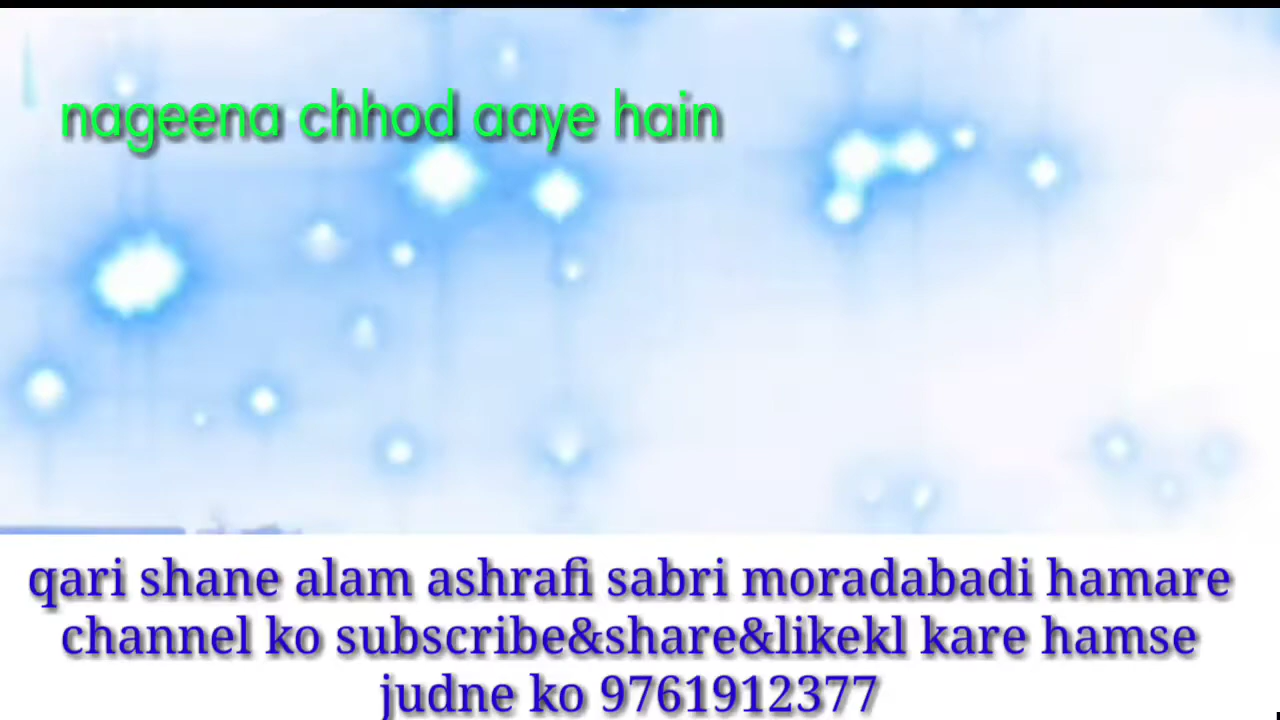 nageena chhod aaye hain
qari shane alam ashrafi sabri moradabadi hamare
channel ko subscribe&share&likekl kare hamse
judne ko 9761912377